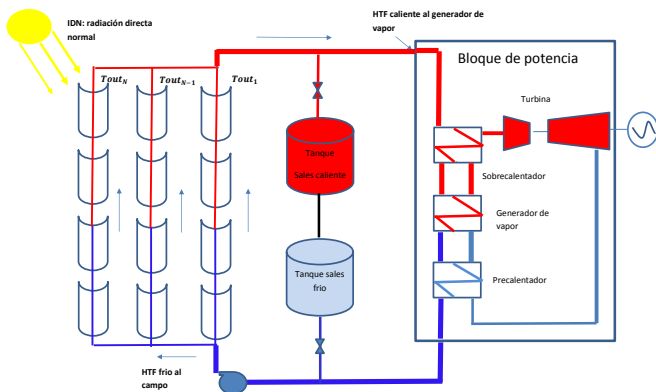 IDN: radiación directa
normal
HTF caliente al generador de
vapor
Bloque de potencia
Tout_N
Tout_{N-1}
Tout_1
Turbina
Tanque
Sales caliente
Sobrecalentador
Generador de
vapor
Tanque sales
frio
Precalentador
HTF frio al
campo